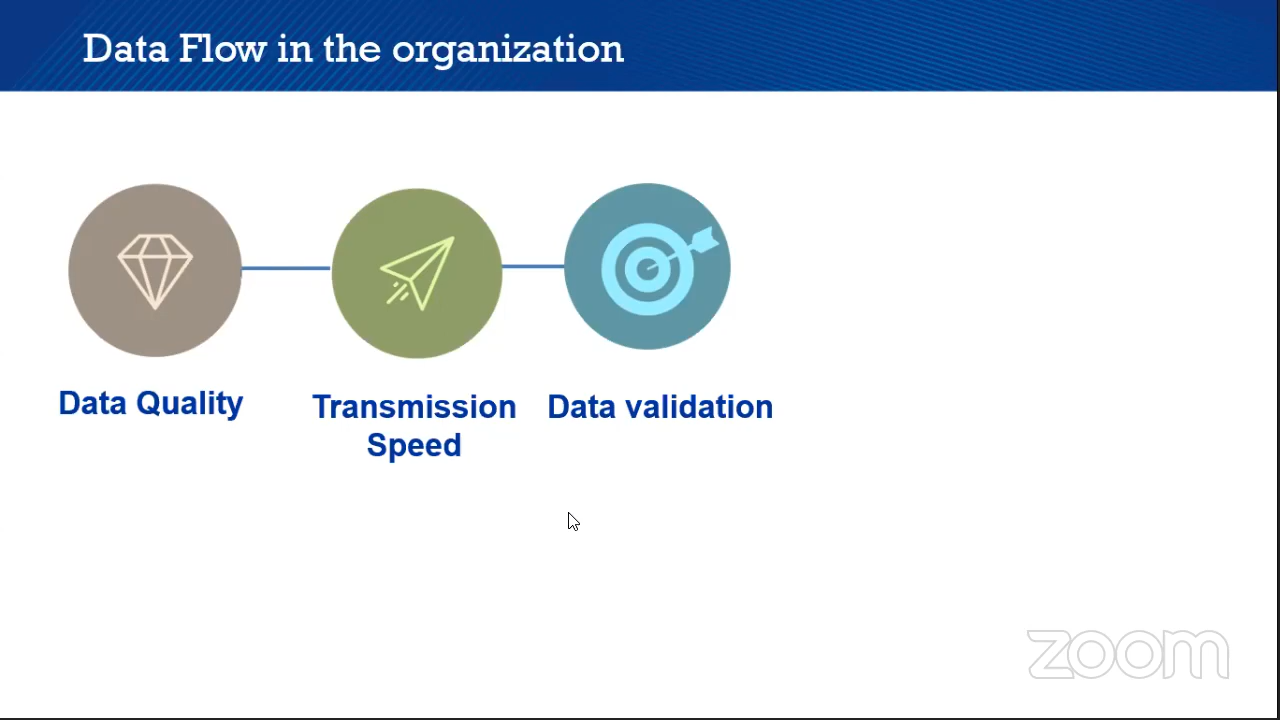 Data Flow in the organization
Data Quality
Transmission
Speed
Data validation
zoom